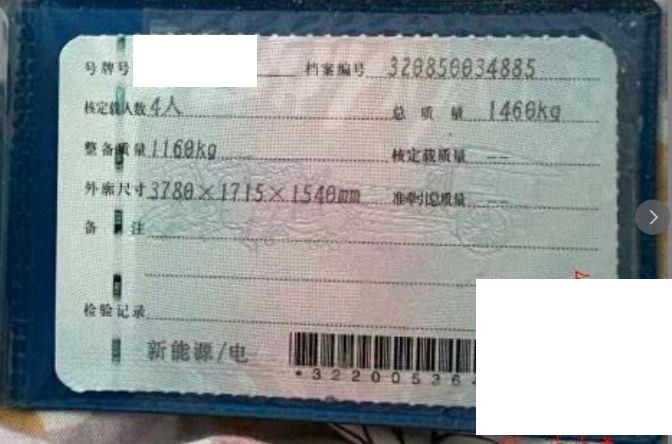 号牌号 档案编号 320850034885
核定载人数 4人 总质量 1460kg
整备质量 1160kg 核定载质量 --
外廓尺寸 3780×1715×1540mm 准牵引总质量 --
备注
检验记录
新能源/电
*32200536